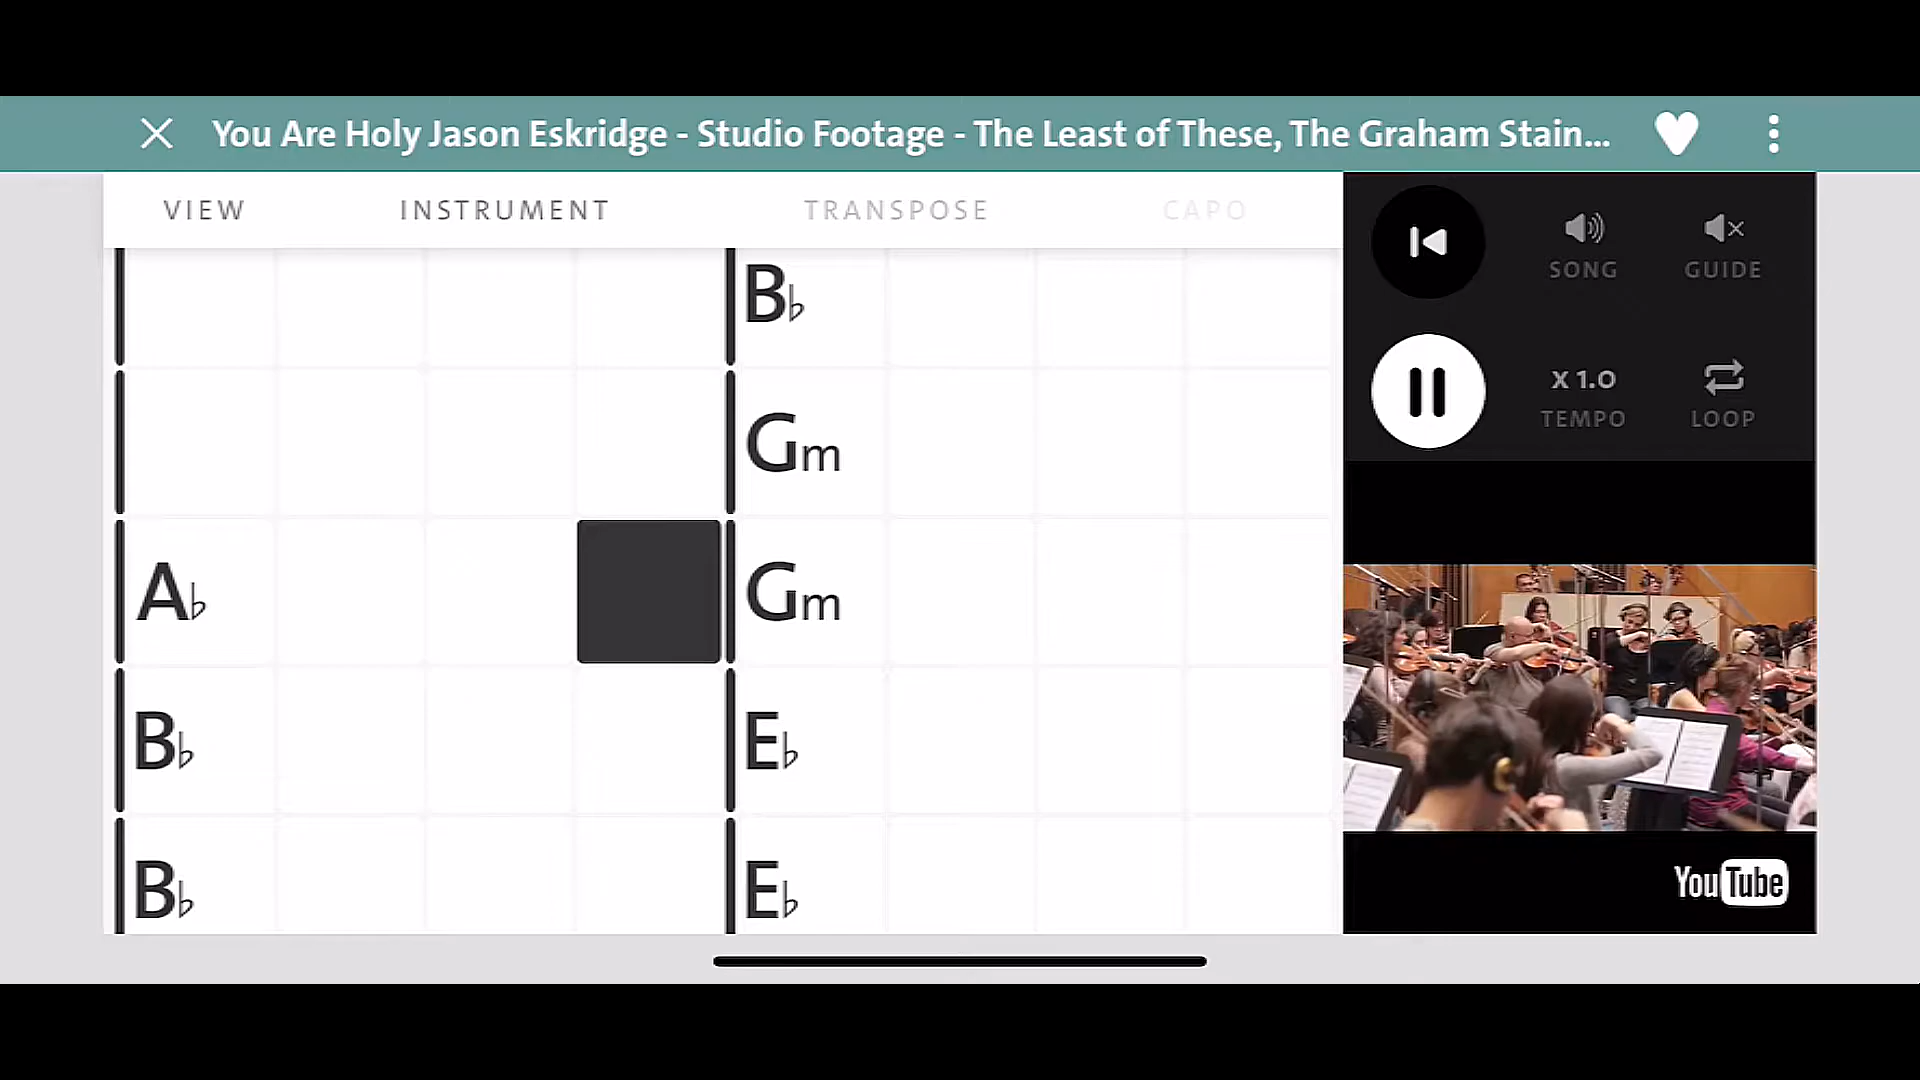 You Are Holy Jason Eskridge - Studio Footage - The Least of These, The Graham Stain...
VIEW INSTRUMENT TRANSPOSE CAPO
SONG GUIDE
B♭
X 1.0
TEMPO LOOP
Gm
A♭ Gm
B♭ E♭
B♭ E♭
YouTube